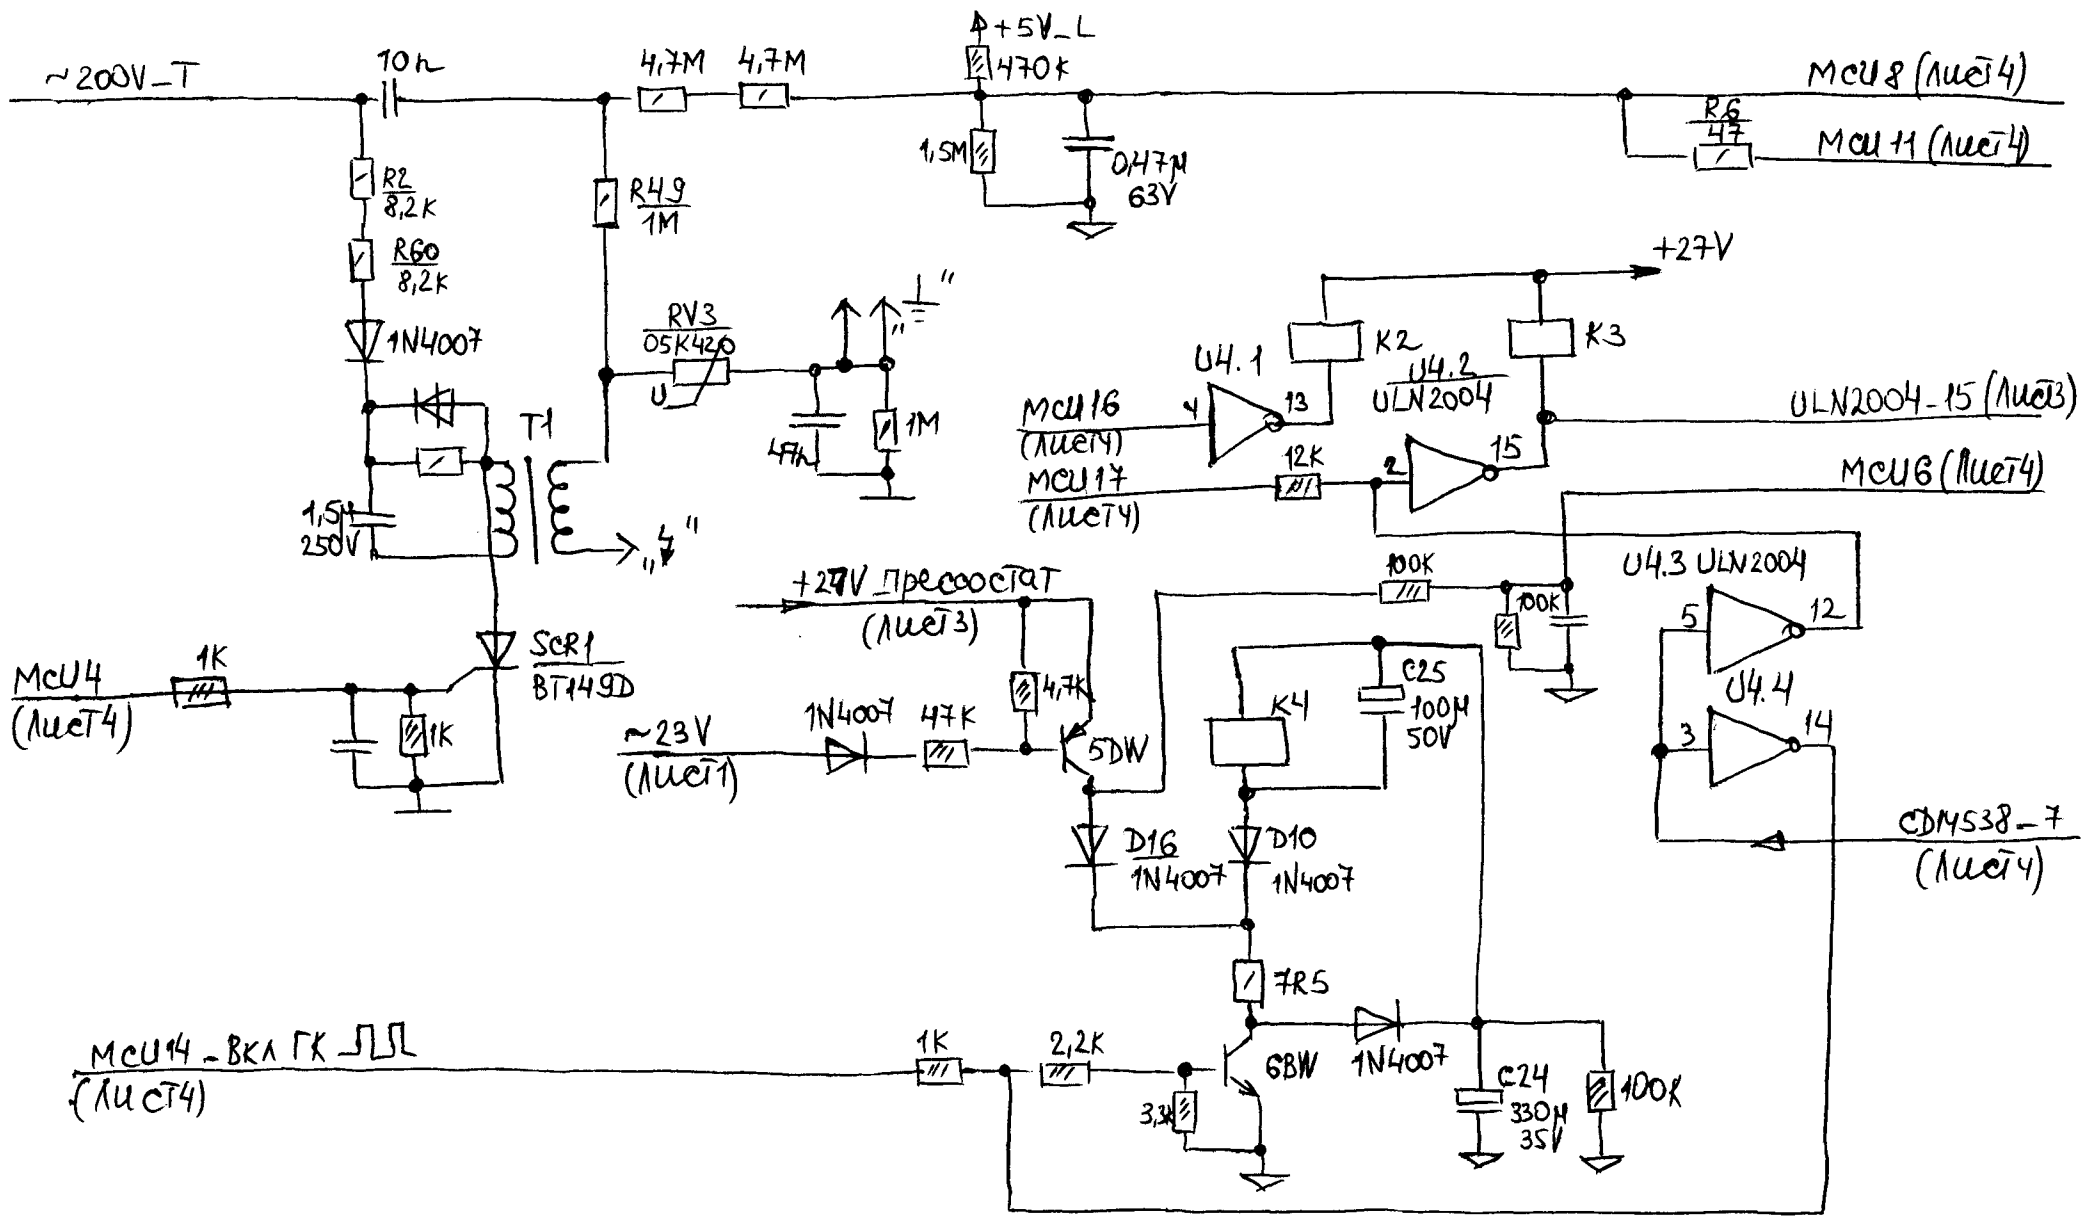 ~200V_T
10n
4,7M
4,7M
+5V_L
470K
MCU8 (Лист4)
R6
47
MCU11 (Лист4)
1,5M
0,47M
63V
R2
8,2K
R49
1M
R60
8,2K
1N4007
RV3
05K420
U
47n
1M
T1
1,5M
250V
+27V
K2
K3
U4.1
MCU16
(Лист4)
4
13
U4.2
ULN2004
ULN2004-15 (Лист3)
MCU17
(Лист4)
12K
2
15
MCU6 (Лист4)
+27V_Пресостат
(Лист3)
100K
100K
U4.3 ULN2004
5
12
U4.4
3
14
MCU4
(Лист4)
1K
1K
SCR1
BT149D
~23V
(Лист1)
1N4007
47K
4,7K
5DW
K4
C25
100M
50V
D16
1N4007
D10
1N4007
CDM538_7
(Лист4)
7R5
MCU14_ВКЛ ГК
(Лист4)
1K
2,2K
3,3K
6BW
1N4007
C24
330M
35V
100K